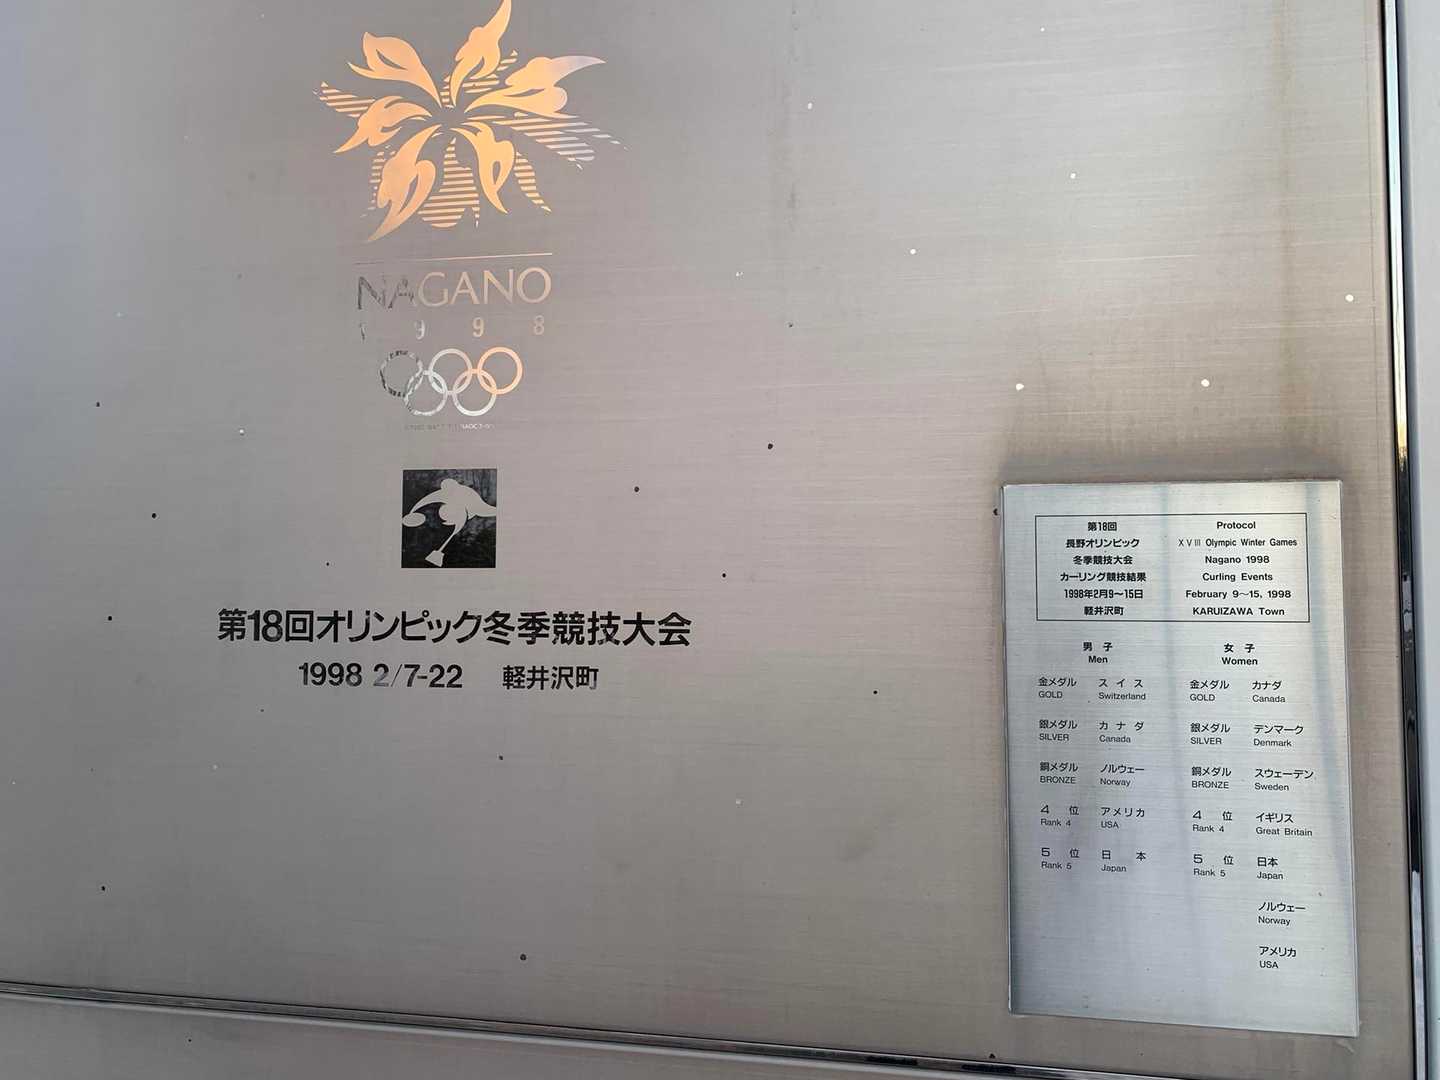 NAGANO
1998
第18回オリンピック冬季競技大会
1998 2/7-22 軽井沢町
第18回
長野オリンピック
冬季競技大会
カーリング競技結果
1998年2月9～15日
軽井沢町
Protocol
XVIII Olympic Winter Games
Nagano 1998
Curling Events
February 9～15, 1998
KARUIZAWA Town
男子
Men
金メダル スイス
GOLD Switzerland
銀メダル カナダ
SILVER Canada
銅メダル ノルウェー
BRONZE Norway
4位 アメリカ
Rank 4 USA
5位 日本
Rank 5 Japan
女子
Women
金メダル カナダ
GOLD Canada
銀メダル デンマーク
SILVER Denmark
銅メダル スウェーデン
BRONZE Sweden
4位 イギリス
Rank 4 Great Britain
5位 日本
Rank 5 Japan
ノルウェー
Norway
アメリカ
USA